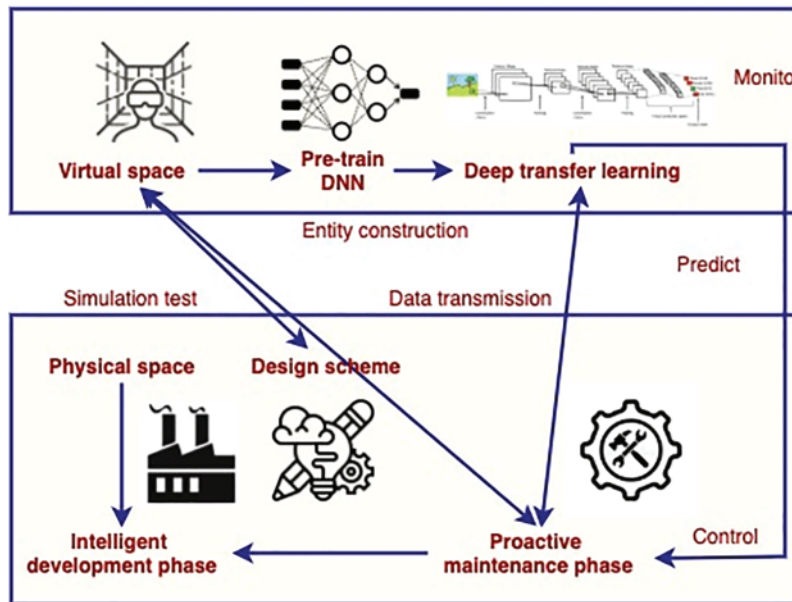 Monito
Virtual space
Pre-train
DNN
Deep transfer learning
Entity construction
Predict
Simulation test
Data transmission
Physical space
Design scheme
Control
Intelligent
development phase
Proactive
maintenance phase